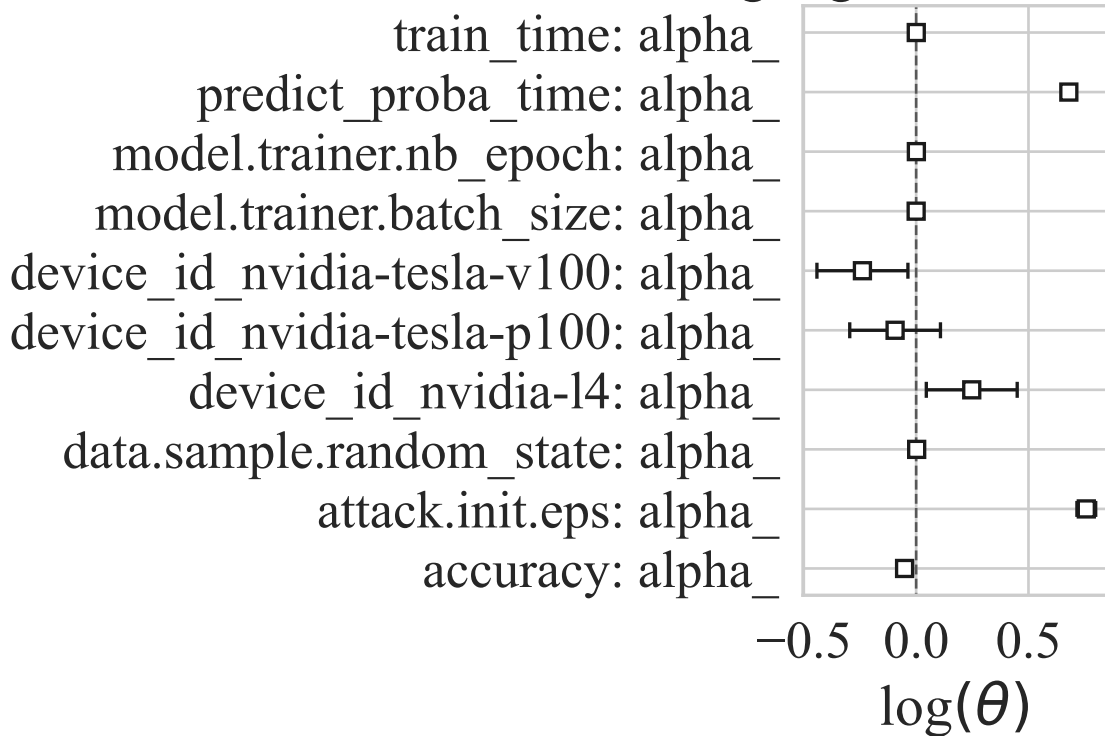 train_time: alpha_
predict_proba_time: alpha_
model.trainer.nb_epoch: alpha_
model.trainer.batch_size: alpha_
device_id_nvidia-tesla-v100: alpha_
device_id_nvidia-tesla-p100: alpha_
device_id_nvidia-l4: alpha_
data.sample.random_state: alpha_
attack.init.eps: alpha_
accuracy: alpha_
−0.5 0.0 0.5
log(θ)